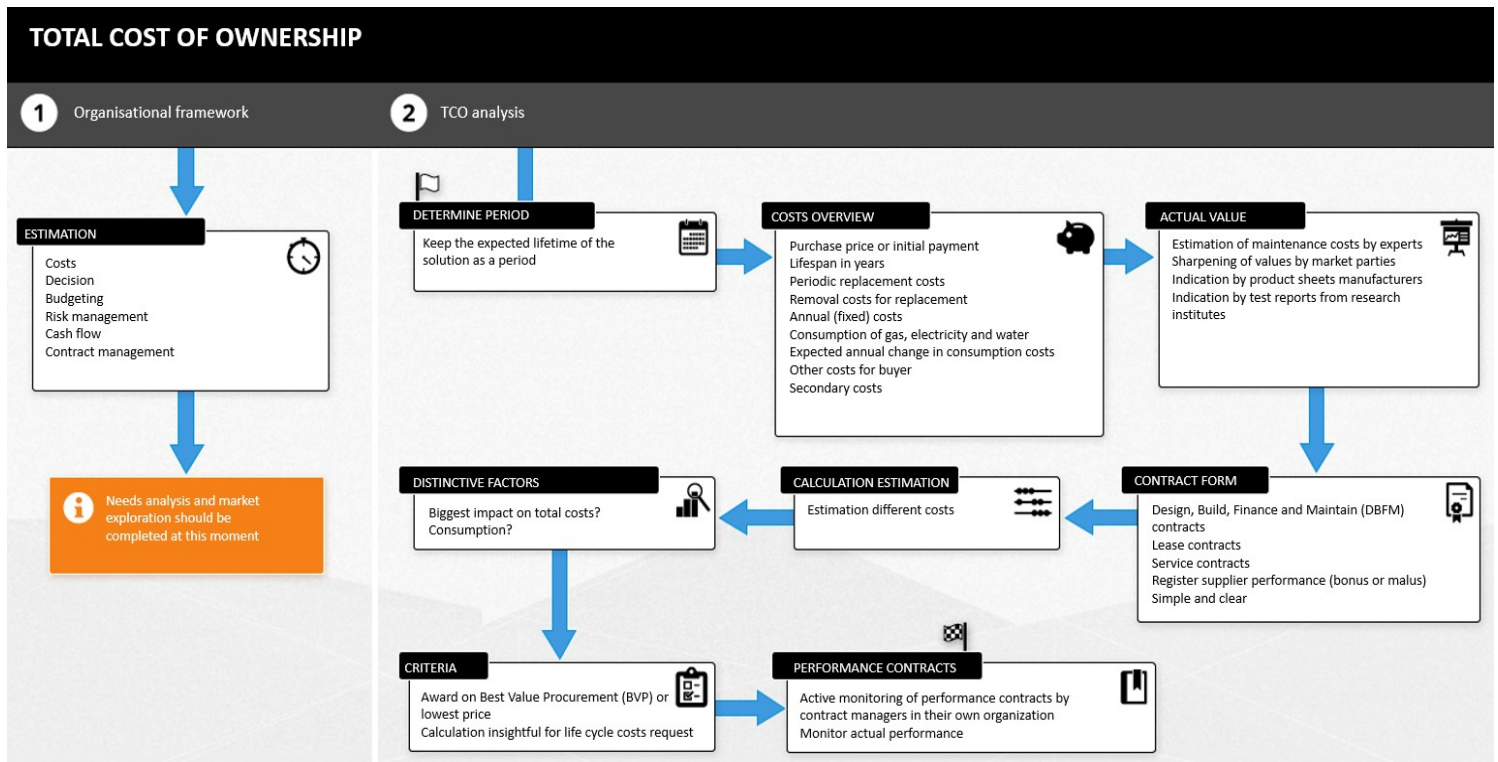 TOTAL COST OF OWNERSHIP
1 Organisational framework
2 TCO analysis
ESTIMATION
Costs
Decision
Budgeting
Risk management
Cash flow
Contract management
Needs analysis and market
exploration should be
completed at this moment
DETERMINE PERIOD
Keep the expected lifetime of the
solution as a period
COSTS OVERVIEW
Purchase price or initial payment
Lifespan in years
Periodic replacement costs
Removal costs for replacement
Annual (fixed) costs
Consumption of gas, electricity and water
Expected annual change in consumption costs
Other costs for buyer
Secondary costs
ACTUAL VALUE
Estimation of maintenance costs by experts
Sharpening of values by market parties
Indication by product sheets manufacturers
Indication by test reports from research
institutes
CONTRACT FORM
Design, Build, Finance and Maintain (DBFM)
contracts
Lease contracts
Service contracts
Register supplier performance (bonus or malus)
Simple and clear
CALCULATION ESTIMATION
Estimation different costs
DISTINCTIVE FACTORS
Biggest impact on total costs?
Consumption?
CRITERIA
Award on Best Value Procurement (BVP) or
lowest price
Calculation insightful for life cycle costs request
PERFORMANCE CONTRACTS
Active monitoring of performance contracts by
contract managers in their own organization
Monitor actual performance